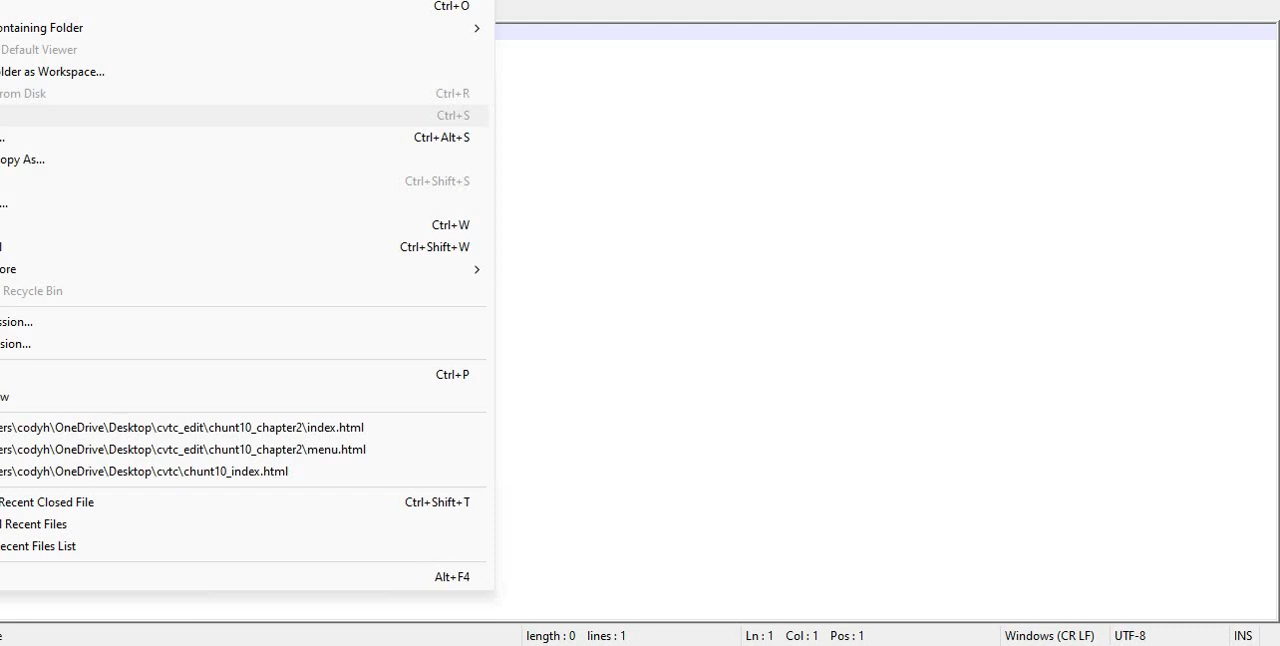 Ctrl+O
ontaining Folder
Default Viewer
lder as Workspace...
rom Disk Ctrl+R
Ctrl+S
.. Ctrl+Alt+S
opy As...
Ctrl+Shift+S
...
Ctrl+W
l Ctrl+Shift+W
ore
Recycle Bin
ssion...
sion...
Ctrl+P
w
ers\codyh\OneDrive\Desktop\cvtc_edit\chunt10_chapter2\index.html
ers\codyh\OneDrive\Desktop\cvtc_edit\chunt10_chapter2\menu.html
ers\codyh\OneDrive\Desktop\cvtc\chunt10_index.html
Recent Closed File Ctrl+Shift+T
l Recent Files
ecent Files List
Alt+F4
e length : 0 lines : 1 Ln : 1 Col : 1 Pos : 1 Windows (CR LF) UTF-8 INS